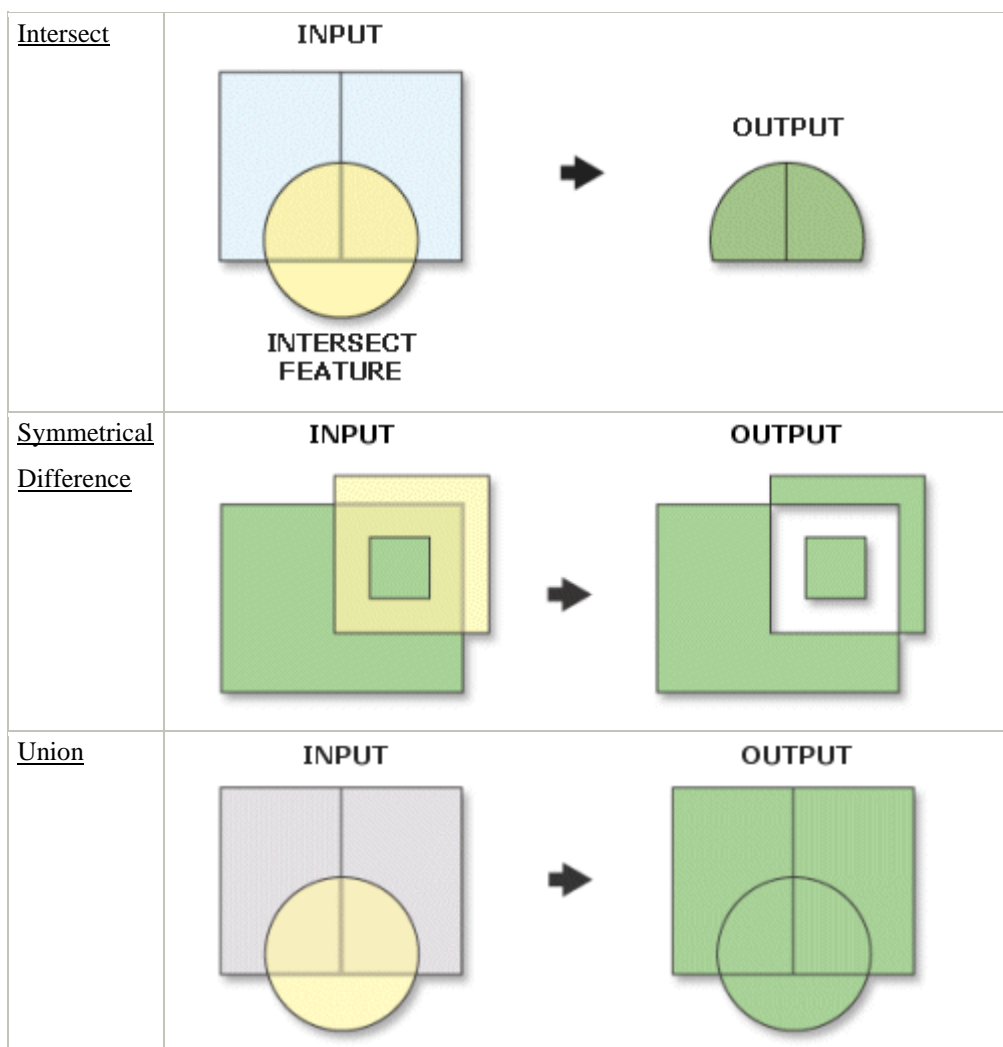 Intersect
INPUT
OUTPUT
INTERSECT
FEATURE
Symmetrical
Difference
INPUT
OUTPUT
Union
INPUT
OUTPUT